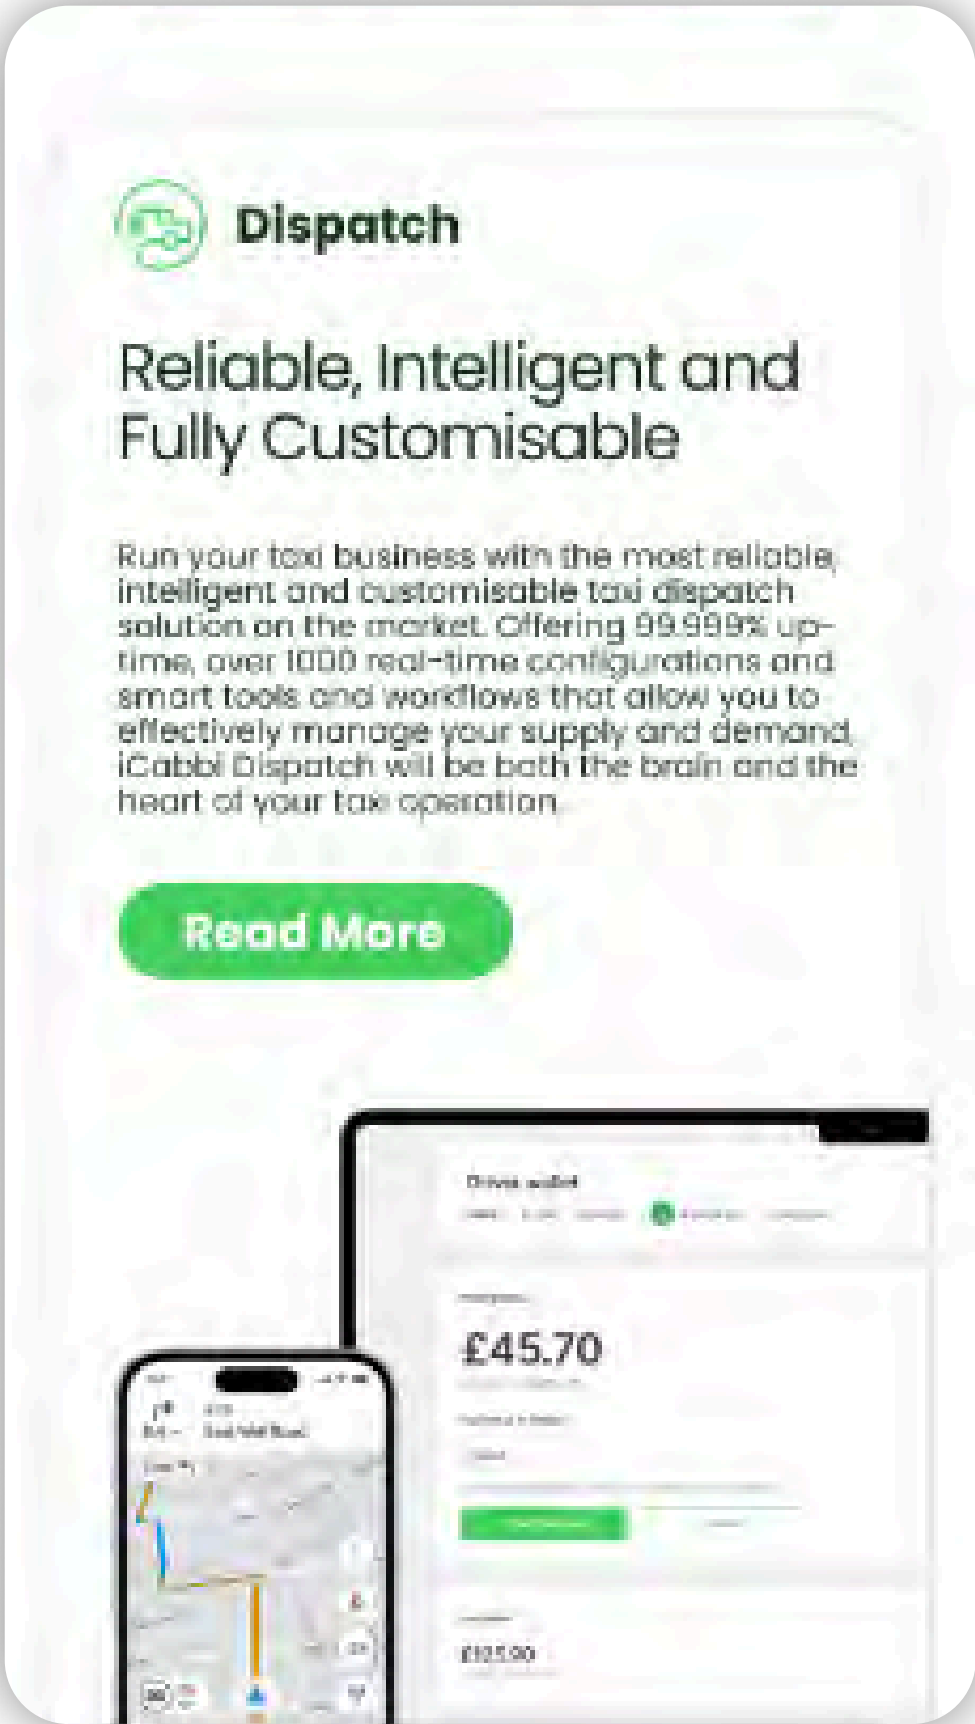 Dispatch
Reliable, Intelligent and
Fully Customisable
Run your taxi business with the most reliable,
intelligent and customisable taxi dispatch
solution on the market. Offering 99.999% up-
time, over 1000 real-time configurations and
smart tools and workflows that allow you to
effectively manage your supply and demand,
iCabbi Dispatch will be both the brain and the
heart of your taxi operation.
Read More
Driver wallet
£45.70